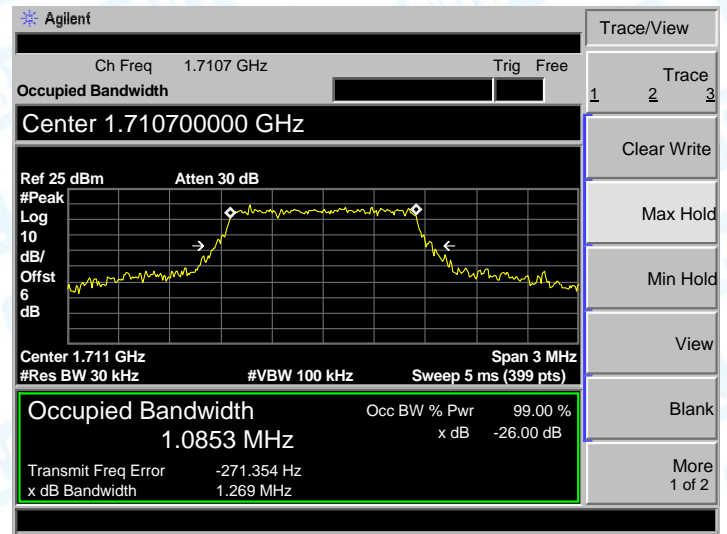 Agilent
Ch Freq 1.7107 GHz Trig Free
Occupied Bandwidth
Center 1.710700000 GHz
Ref 25 dBm Atten 30 dB
#Peak
Log
10
dB/
Offst
6
dB
Center 1.711 GHz Span 3 MHz
#Res BW 30 kHz #VBW 100 kHz Sweep 5 ms (399 pts)
Occupied Bandwidth
1.0853 MHz
Occ BW % Pwr 99.00 %
x dB -26.00 dB
Transmit Freq Error -271.354 Hz
x dB Bandwidth 1.269 MHz
Trace/View
Trace
1 2 3
Clear Write
Max Hold
Min Hold
View
Blank
More
1 of 2